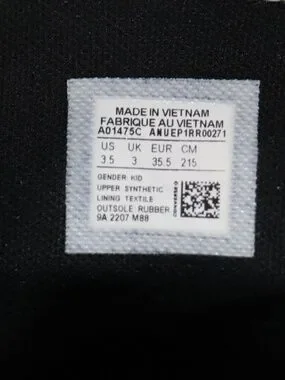 MADE IN VIETNAM
FABRIQUE AU VIETNAM
A01475C ANUEP1RR00271
US UK EUR CM
3.5 3 35.5 215
GENDER KID
UPPER SYNTHETIC
LINING TEXTILE
OUTSOLE RUBBER
9A 2207 M88